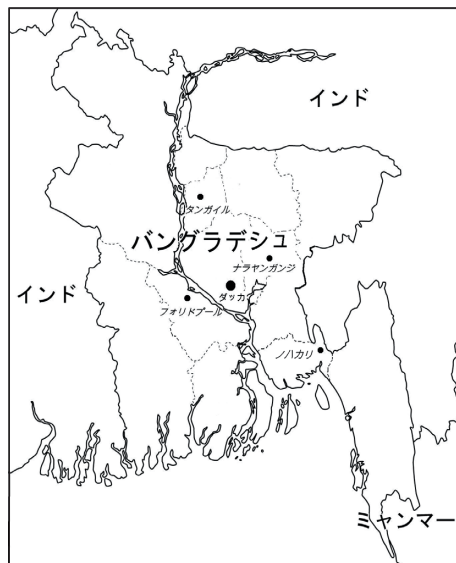 インド
タンガイル
バングラデシュ
ナラヤンガンジ
インド
ダッカ
フォリドプール
ノハカリ
ミャンマー